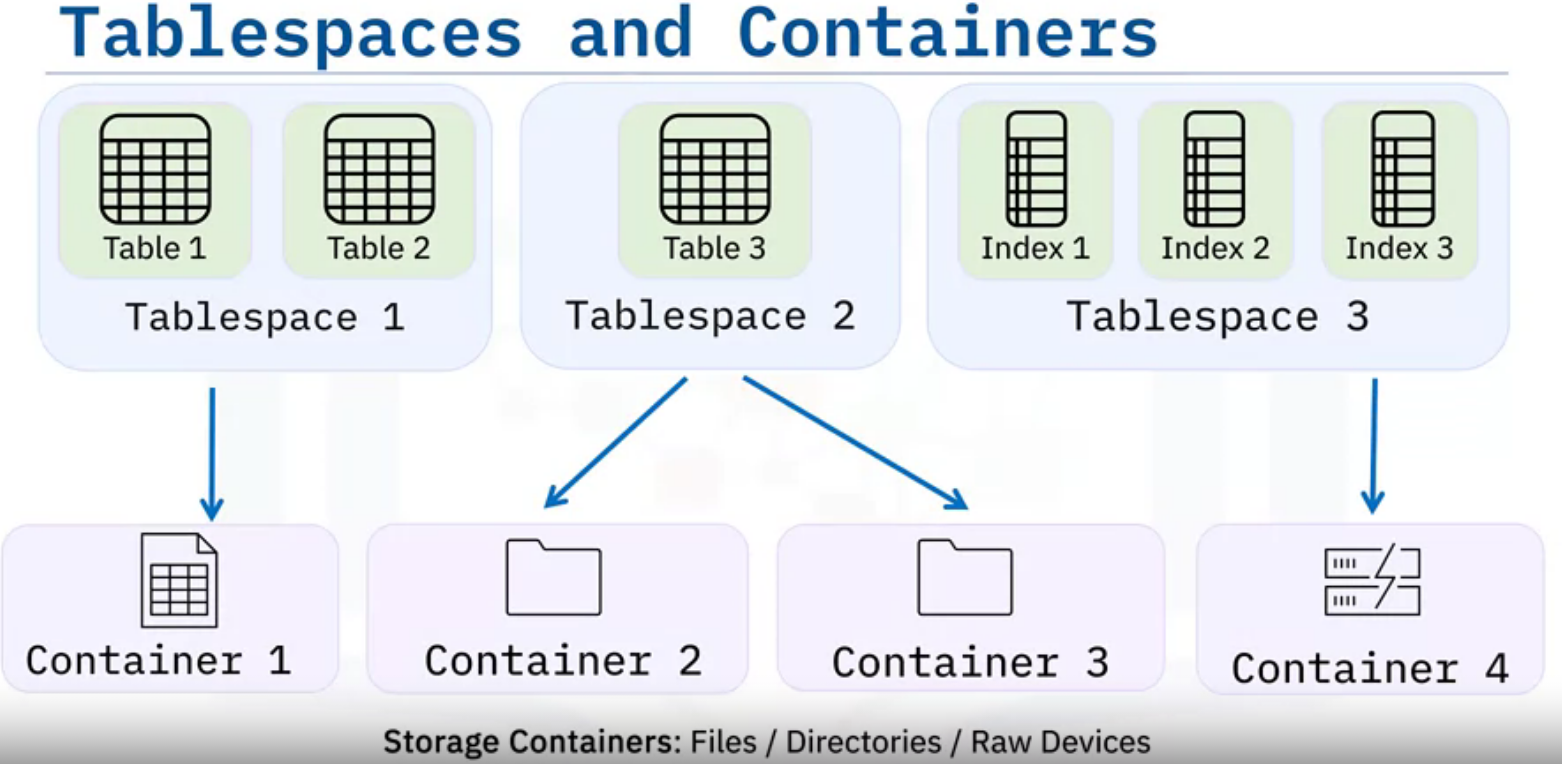 Tablespaces and Containers
Table 1
Table 2
Tablespace 1
Table 3
Tablespace 2
Index 1
Index 2
Index 3
Tablespace 3
Container 1
Container 2
Container 3
Container 4
Storage Containers: Files / Directories / Raw Devices